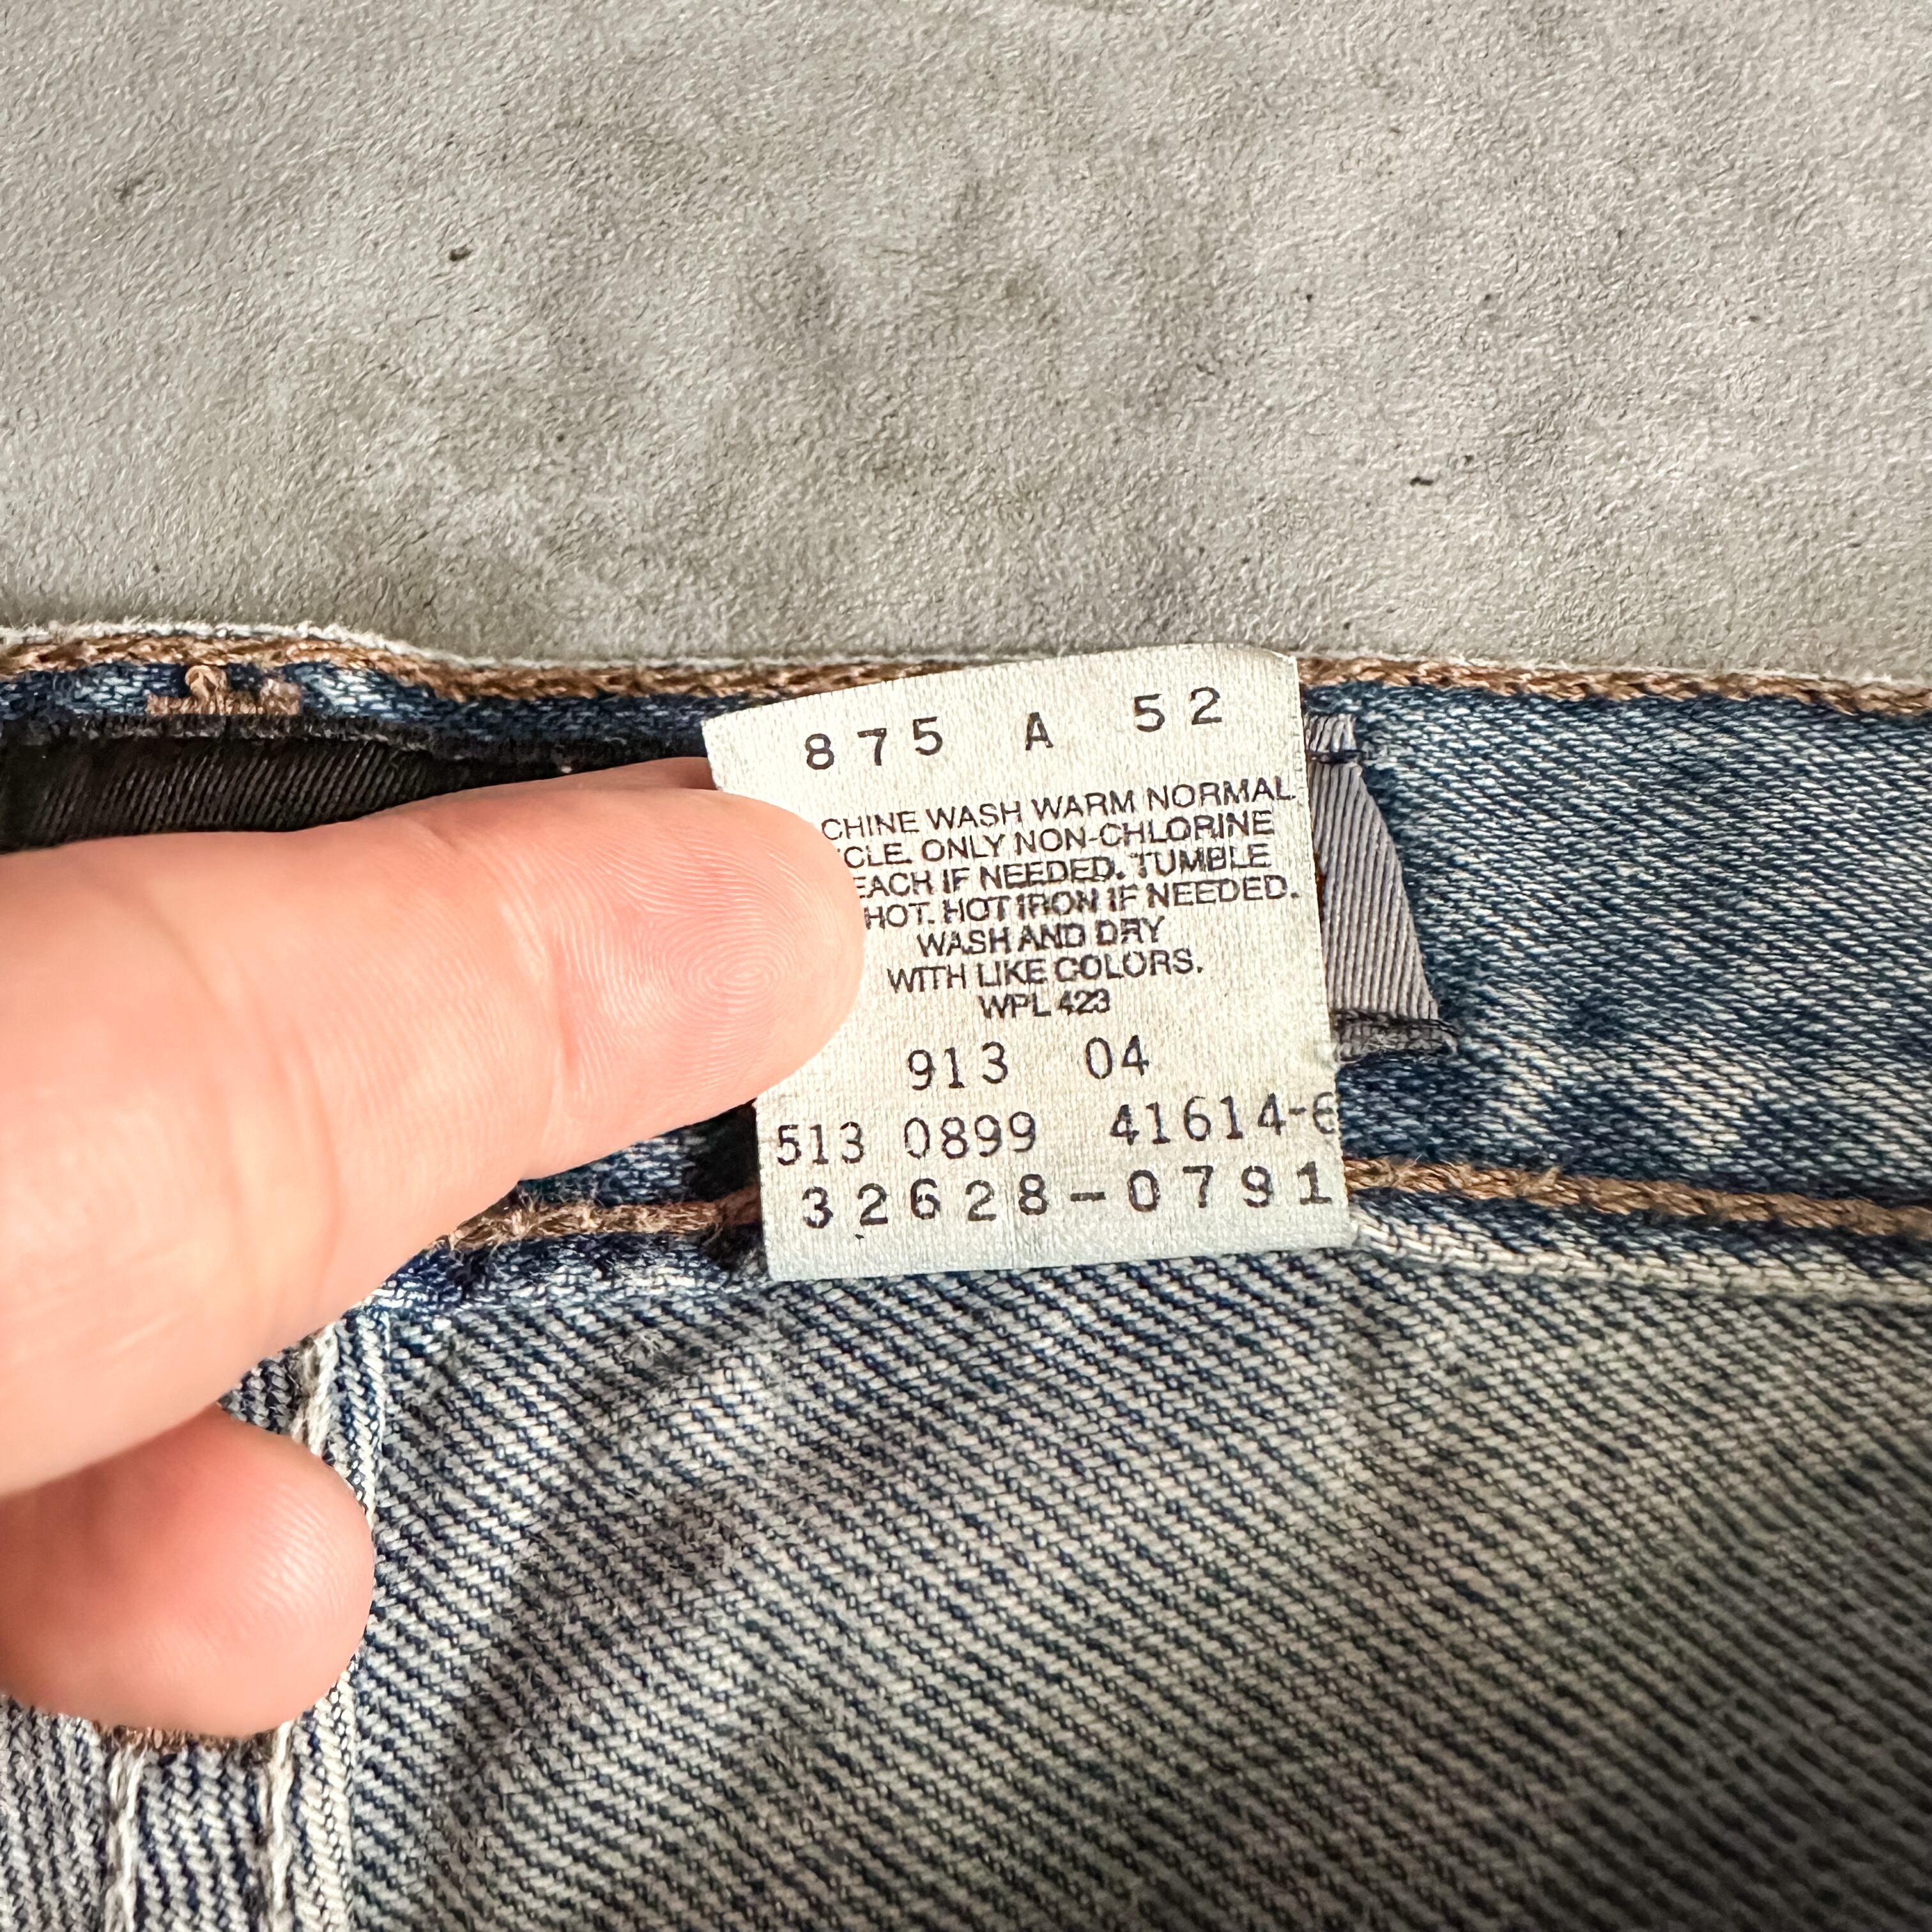 875 A 52
CHINE WASH WARM NORMAL
CLE. ONLY NON-CHLORINE
EACH IF NEEDED. TUMBLE
HOT. HOT IRON IF NEEDED.
WASH AND DRY
WITH LIKE COLORS.
WPL 423
913 04
513 0899 41614-6
32628-0791